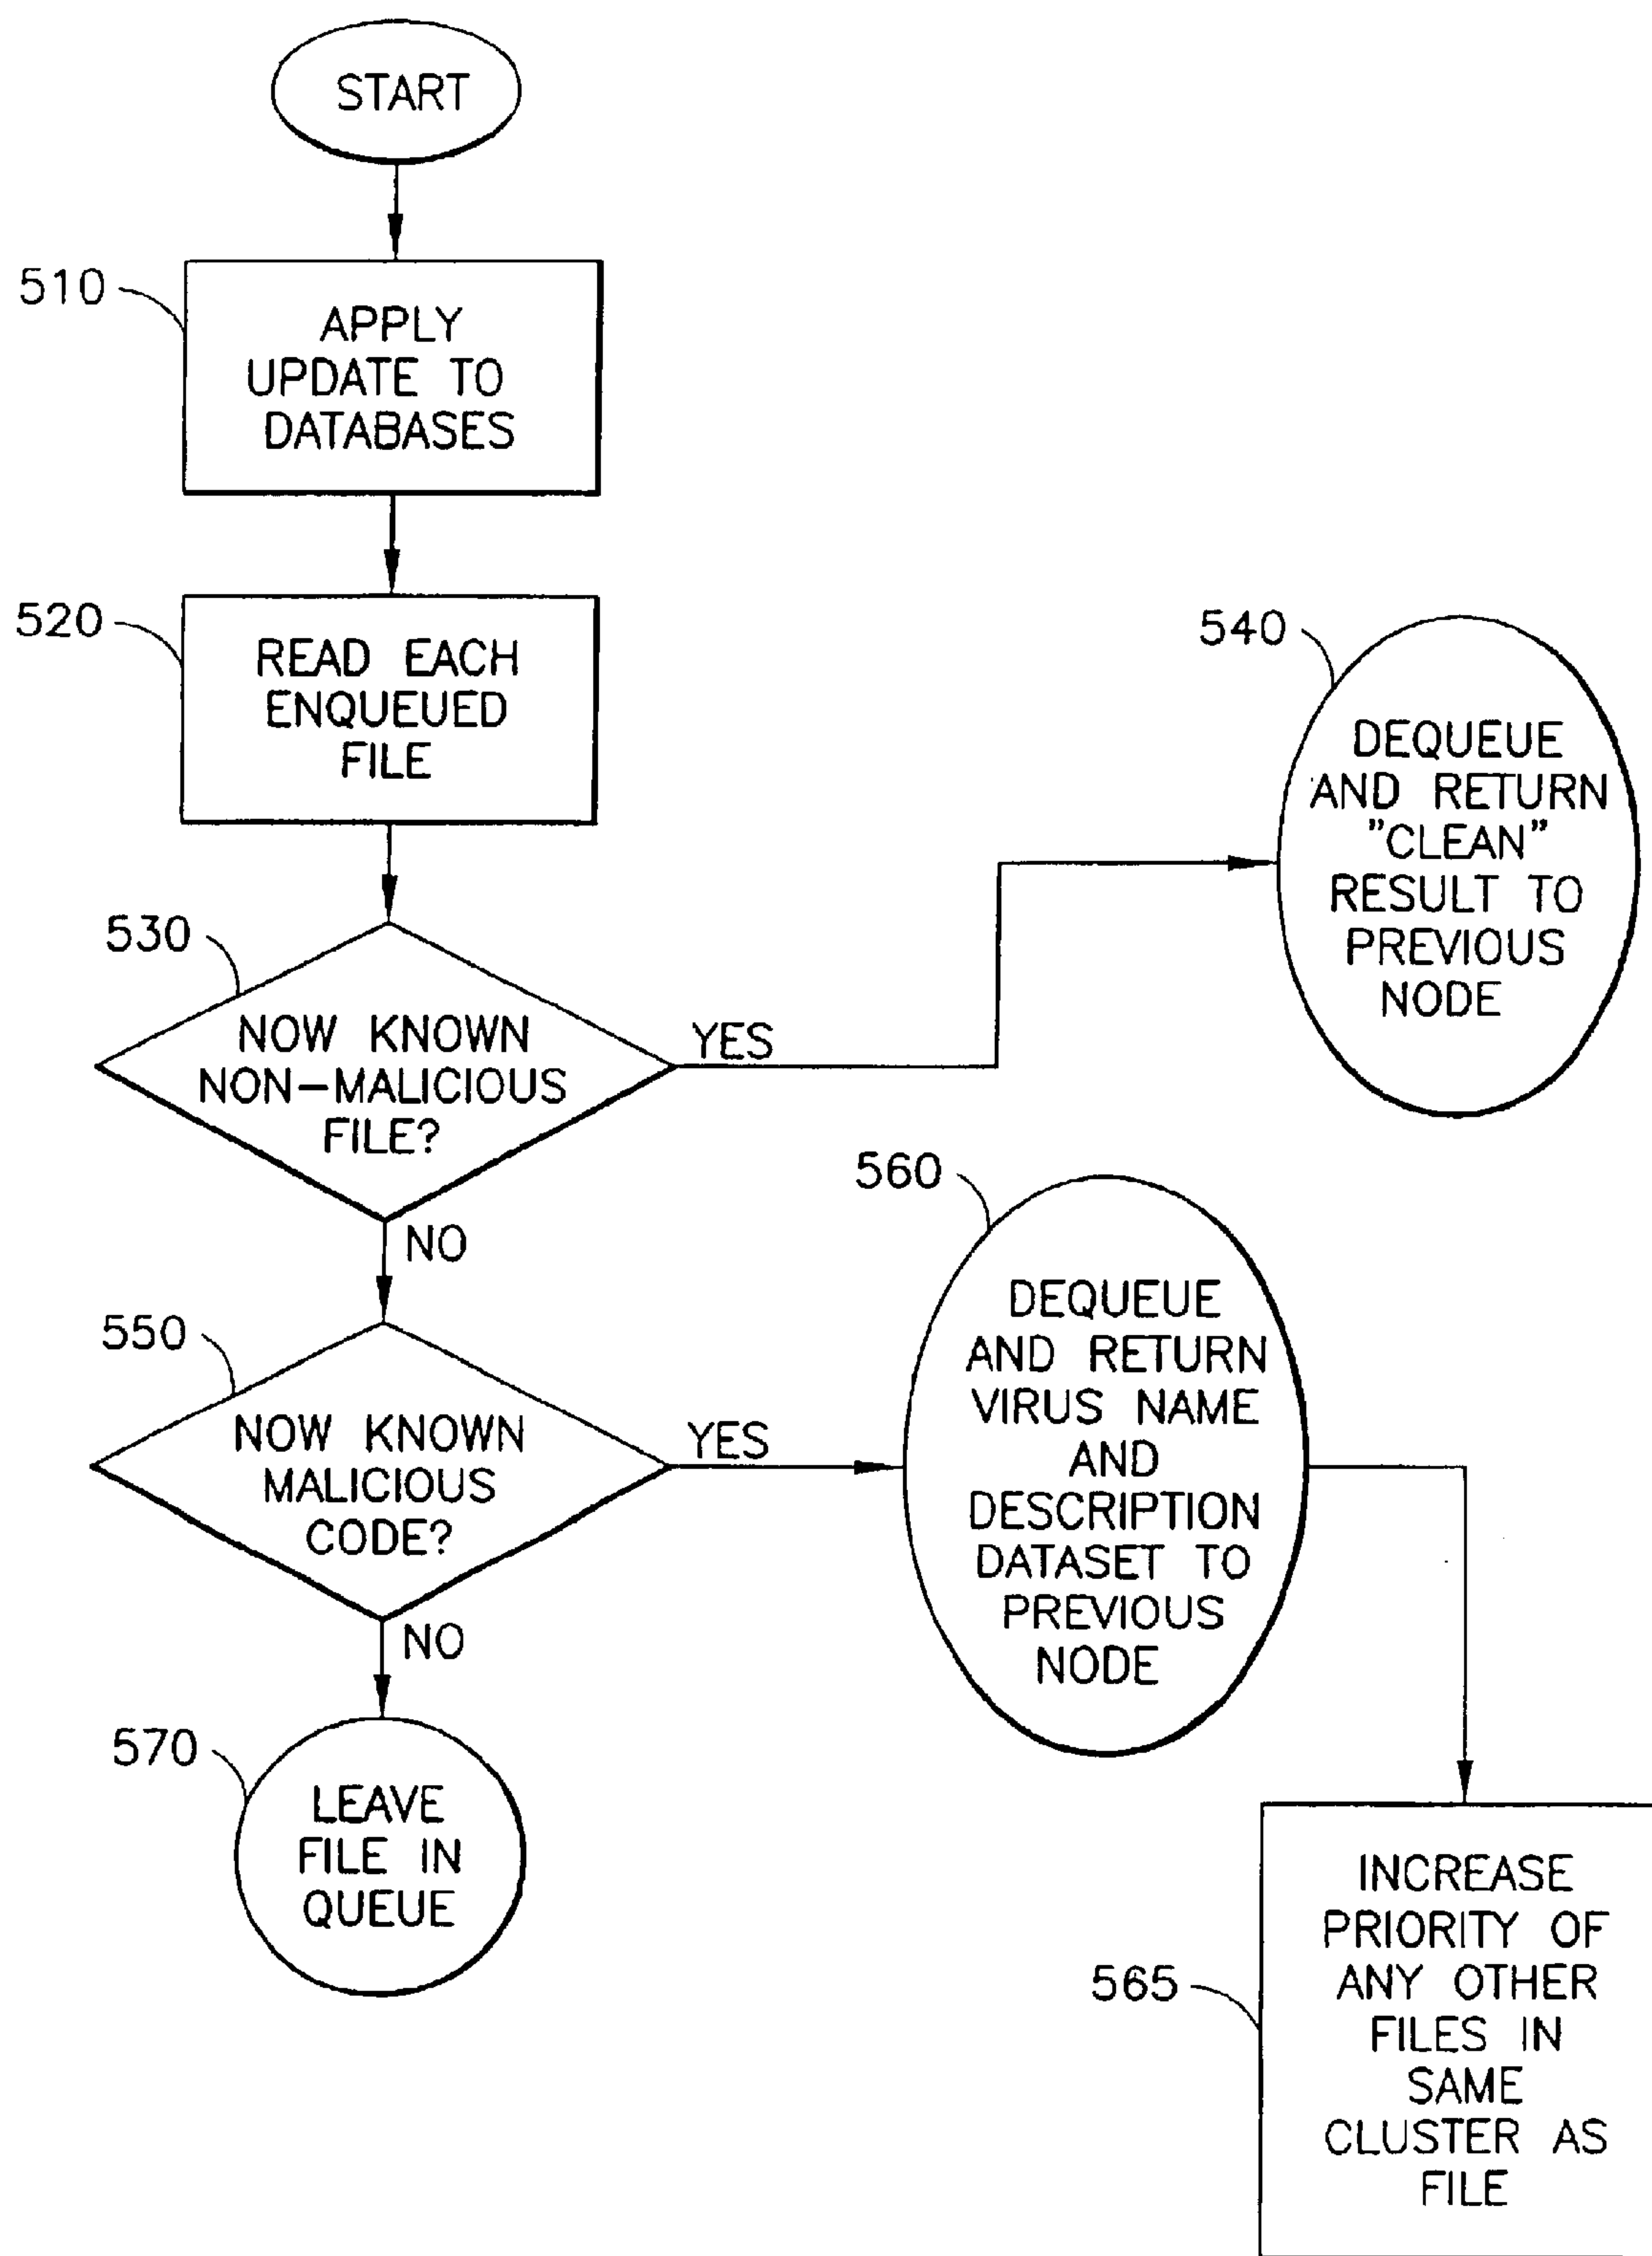 START
510
APPLY
UPDATE TO
DATABASES
520
READ EACH
ENQUEUED
FILE
530
NOW KNOWN
NON-MALICIOUS
FILE?
YES
NO
540
DEQUEUE
AND RETURN
"CLEAN"
RESULT TO
PREVIOUS
NODE
550
NOW KNOWN
MALICIOUS
CODE?
YES
NO
560
DEQUEUE
AND RETURN
VIRUS NAME
AND
DESCRIPTION
DATASET TO
PREVIOUS
NODE
570
LEAVE
FILE IN
QUEUE
565
INCREASE
PRIORITY OF
ANY OTHER
FILES IN
SAME
CLUSTER AS
FILE